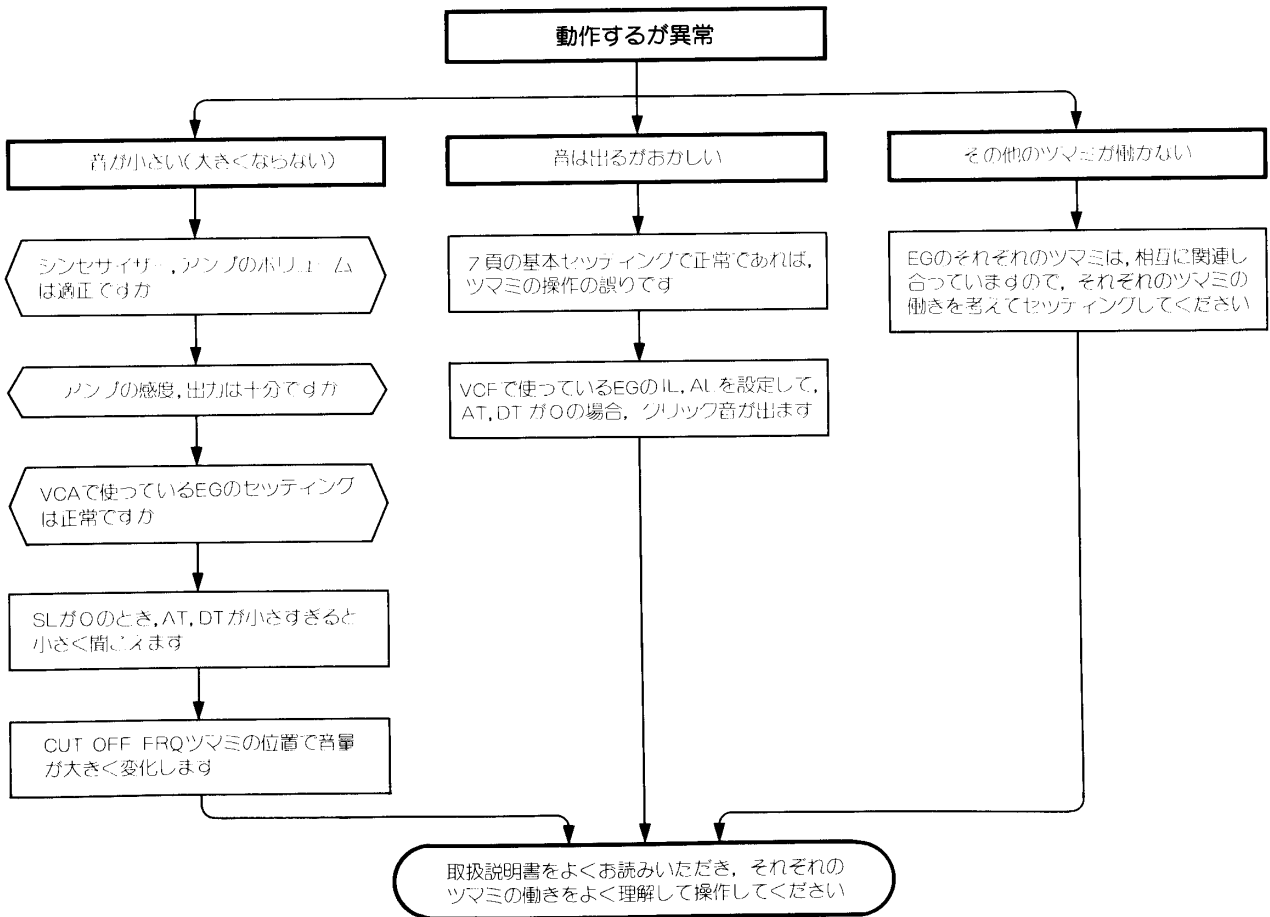 動作するが異常
音が小さい(大きくならない)
シンセサイザー,アンプのボリューム
は適正ですか
アンプの感度,出力は十分ですか
VCAで使っているEGのセッティング
は正常ですか
SLが0のとき,AT,DTが小さすぎると
小さく聞こえます
CUT OFF FRQツマミの位置で音量
が大きく変化します
音は出るがおかしい
7頁の基本セッティングで正常であれば,
ツマミの操作の誤りです
VCFで使っているEGのIL,ALを設定して,
AT,DTが0の場合,クリック音が出ます
その他のツマミが働かない
EGのそれぞれのツマミは,相互に関連し
合っていますので,それぞれのツマミの
働きを考えてセッティングしてください
取扱説明書をよくお読みいただき,それぞれの
ツマミの働きをよく理解して操作してください